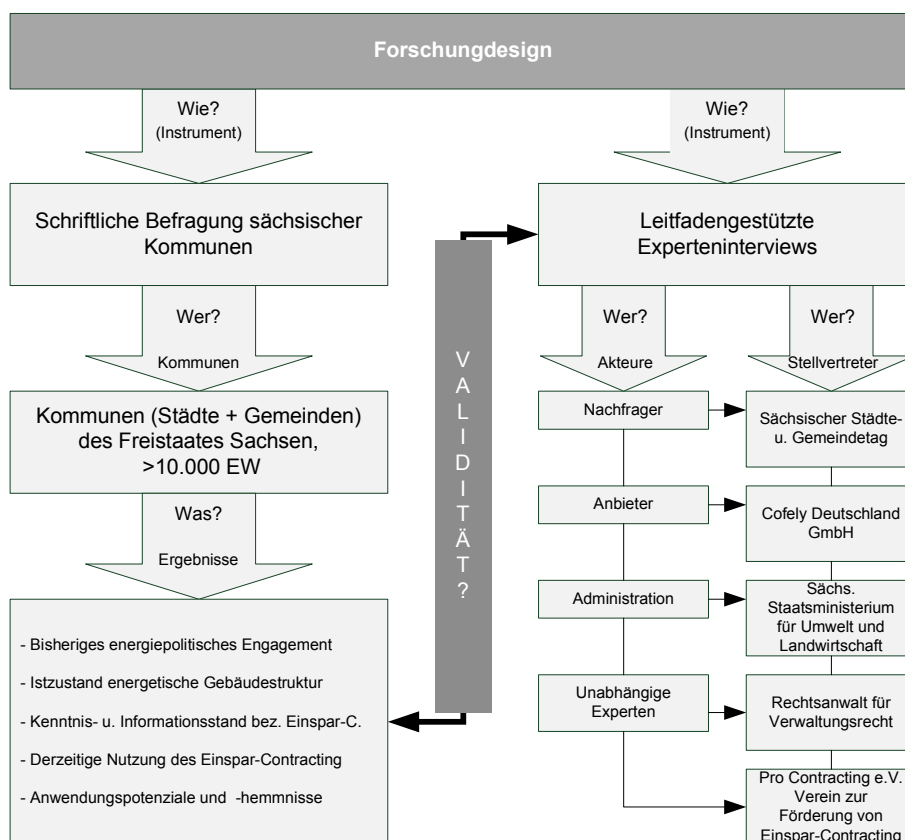 Forschungdesign
Wie?
(Instrument)
Schriftliche Befragung sächsischer
Kommunen
Wer?
Kommunen
Kommunen (Städte + Gemeinden)
des Freistaates Sachsen,
>10.000 EW
Was?
Ergebnisse
- Bisheriges energiepolitisches Engagement
- Istzustand energetische Gebäudestruktur
- Kenntnis- u. Informationsstand bez. Einspar-C.
- Derzeitige Nutzung des Einspar-Contracting
- Anwendungspotenziale und -hemmnisse
VALIDITÄT?
Wie?
(Instrument)
Leitfadengestützte
Experteninterviews
Wer?
Akteure
Wer?
Stellvertreter
Nachfrager
Sächsischer Städte-
u. Gemeindetag
Anbieter
Cofely Deutschland
GmbH
Administration
Sächs.
Staatsministerium
für Umwelt und
Landwirtschaft
Unabhängige
Experten
Rechtsanwalt für
Verwaltungsrecht
Pro Contracting e.V.
Verein zur
Förderung von
Einspar-Contracting